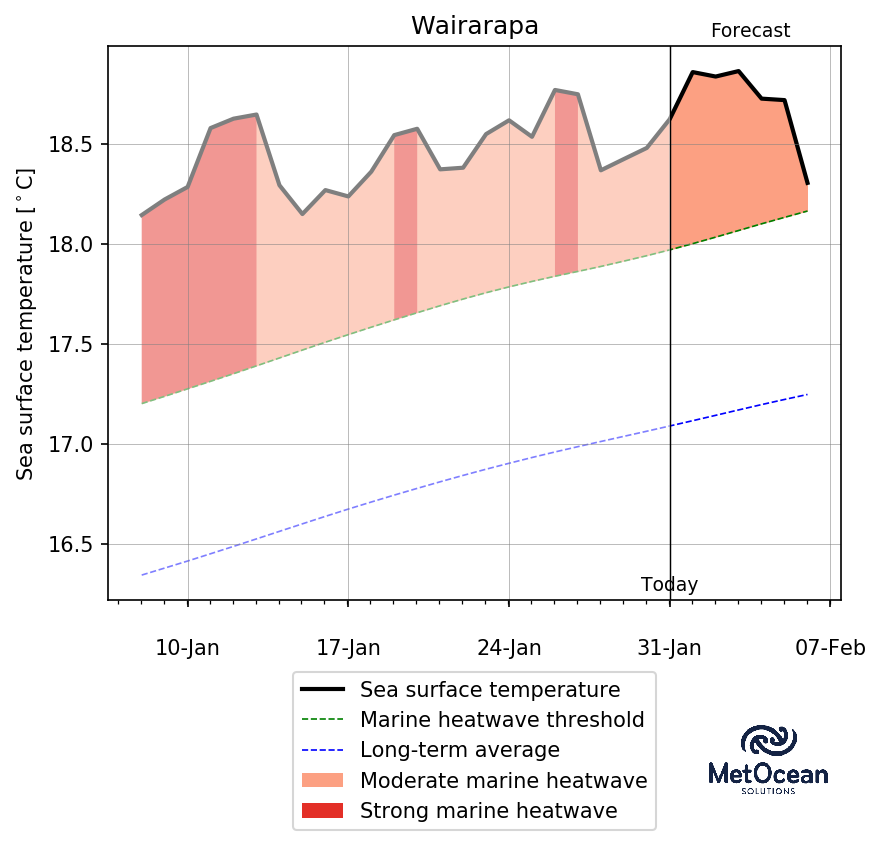 Wairarapa
Forecast
Sea surface temperature [°C]
18.5
18.0
17.5
17.0
16.5
Today
10-Jan 17-Jan 24-Jan 31-Jan 07-Feb
Sea surface temperature
Marine heatwave threshold
Long-term average
Moderate marine heatwave
Strong marine heatwave
MetOcean
SOLUTIONS